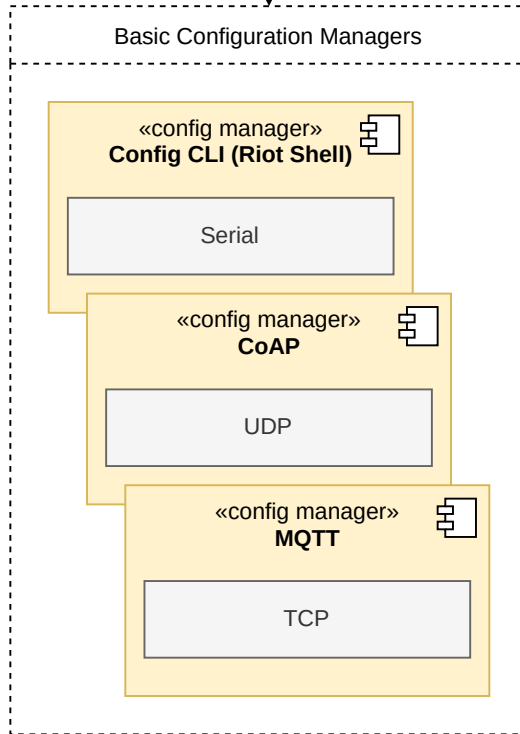 Basic Configuration Managers
«config manager»
Config CLI (Riot Shell)
Serial
«config manager»
CoAP
UDP
«config manager»
MQTT
TCP